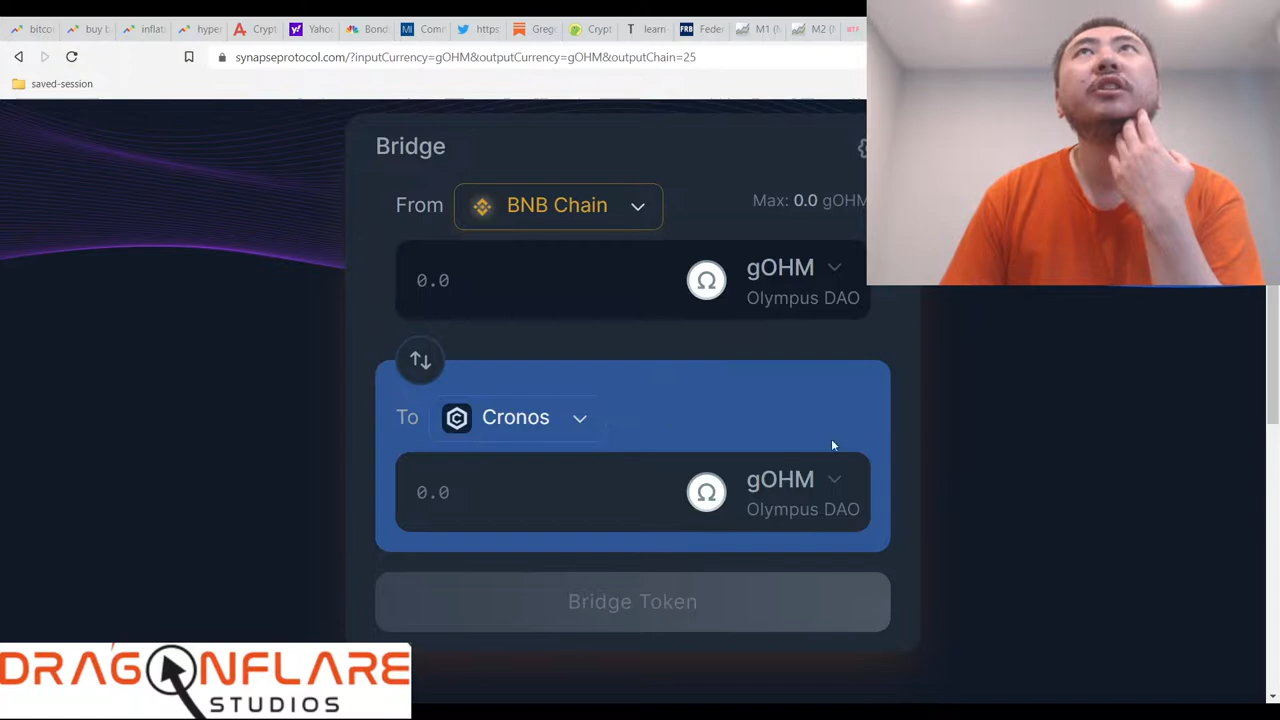 bitco
buy b
inflat
hyper
Crypt
Yahoo
Bond
Comr
https
Greg
Crypt
learn
Feder
M1 (
M2 (
synapseprotocol.com/?inputCurrency=gOHM&outputCurrency=gOHM&outputChain=25
saved-session
Bridge
From
BNB Chain
Max: 0.0 gOHM
0.0
gOHM
Olympus DAO
To
Cronos
0.0
gOHM
Olympus DAO
Bridge Token
DRAGONFLARE
STUDIOS